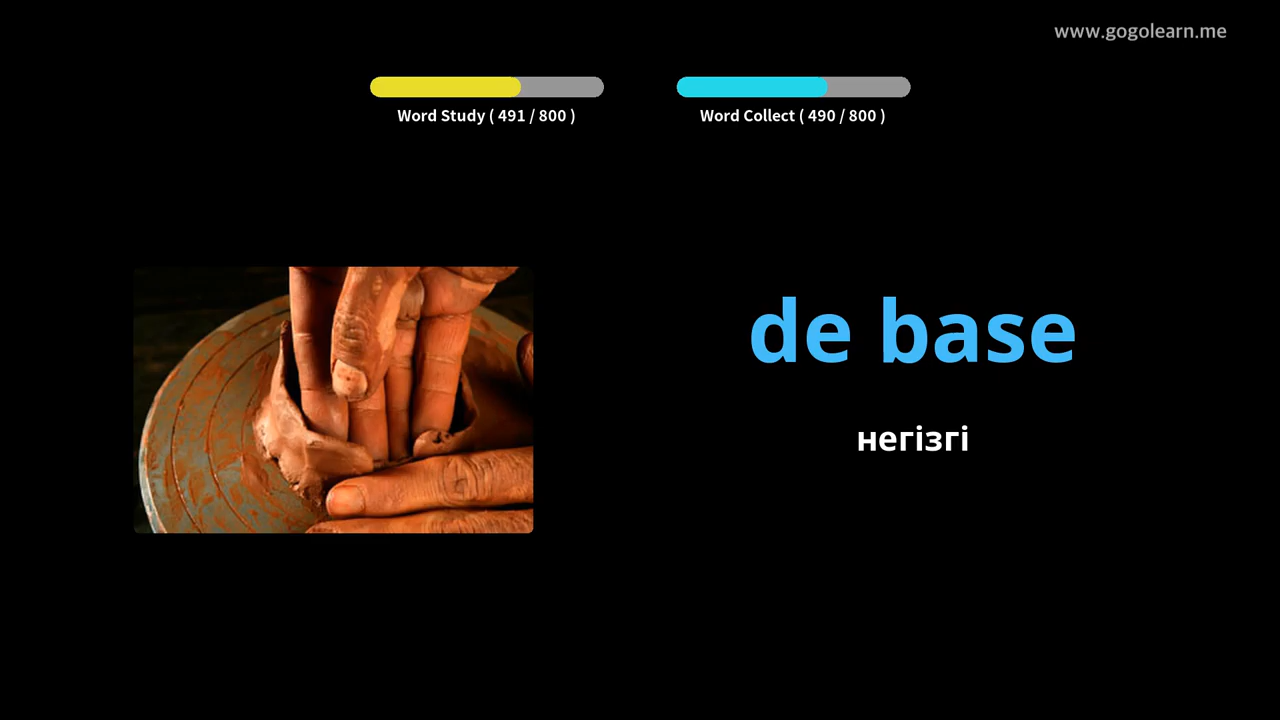 www.gogolearn.me
Word Study ( 491 / 800 )
Word Collect ( 490 / 800 )
de base
негізгі